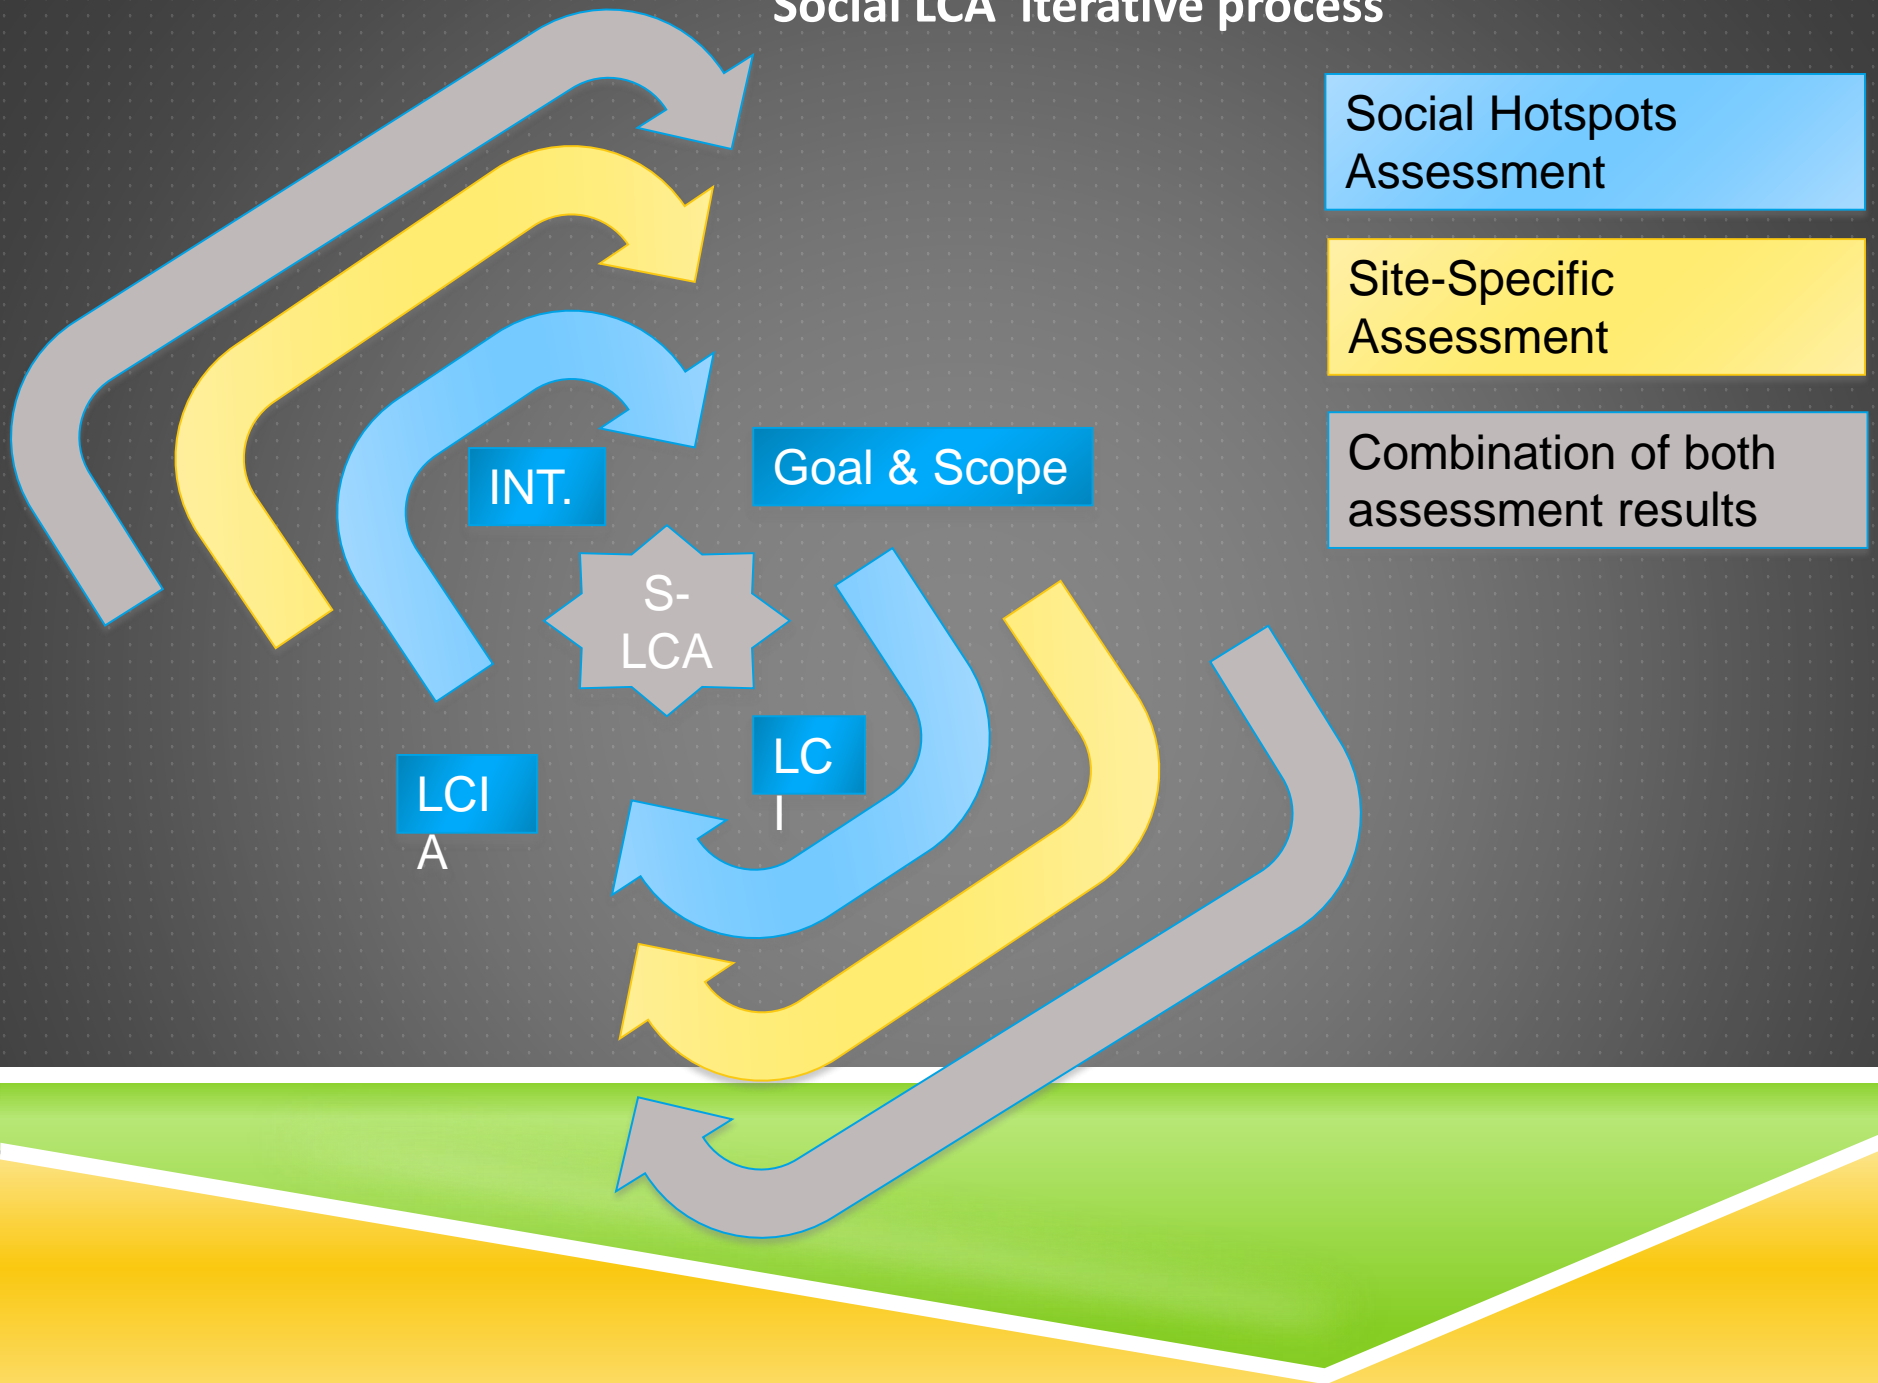 Social LCA iterative process
Social Hotspots
Assessment
Site-Specific
Assessment
Combination of both
assessment results
INT.
Goal & Scope
S-
LCA
LC
I
LCI
A